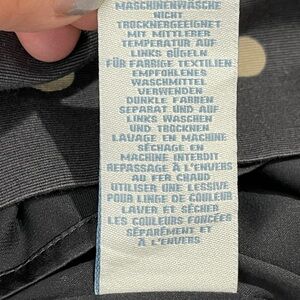 MASCHINENWÄSCHE
NICHT
TROCKNERGEEIGNET
MIT MITTLERER
TEMPERATUR AUF
LINKS BÜGELN
FÜR FARBIGE TEXTILIEN
EMPFOHLENES
WASCHMITTEL
VERWENDEN
DUNKLE FARBEN
SEPARAT UND AUF
LINKS WASCHEN
UND TROCKNEN
LAVAGE EN MACHINE
SÉCHAGE EN
MACHINE INTERDIT
REPASSAGE À L'ENVERS
AU FER CHAUD
UTILISER UNE LESSIVE
POUR LINGE DE COULEUR
LAVER ET SÉCHER
LES COULEURS FONCÉES
SÉPARÉMENT ET
À L'ENVERS